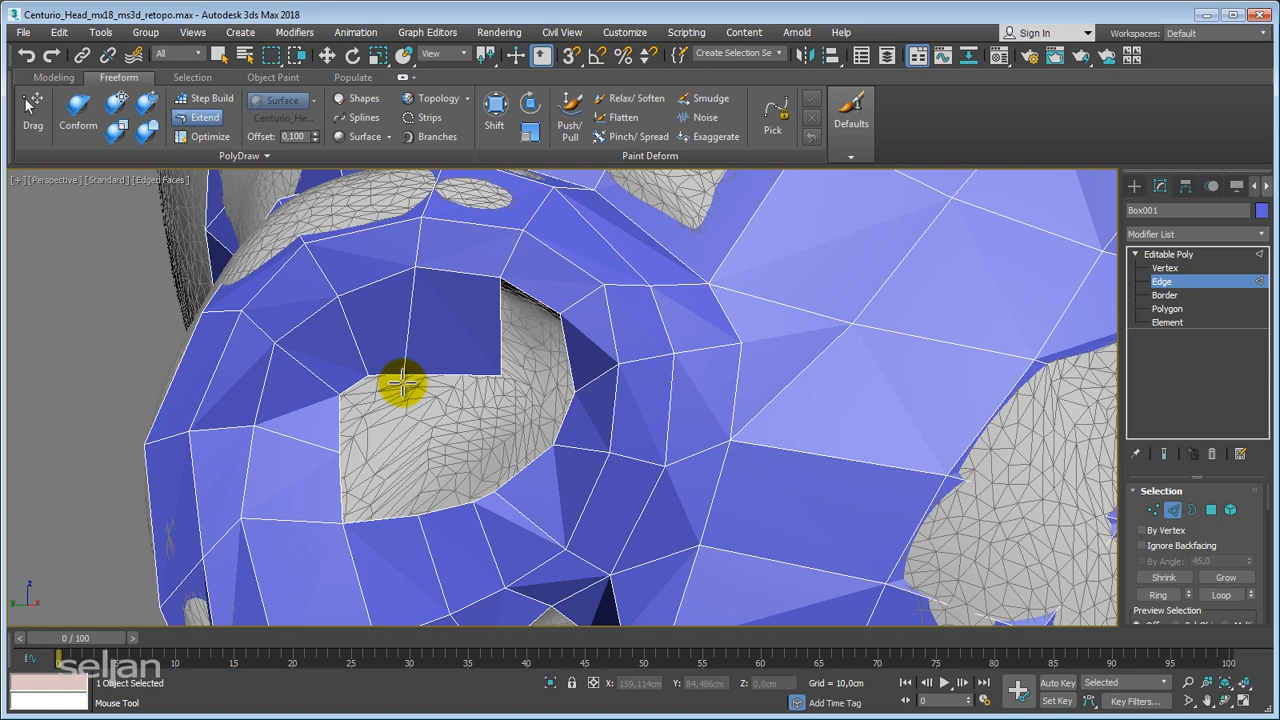 Centurio_Head_mx18_ms3d_retopo.max - Autodesk 3ds Max 2018
File Edit Tools Group Views Create Modifiers Animation Graph Editors Rendering Civil View Customize Scripting Content Arnold Help Sign In Workspaces: Default
All View Create Selection Se
Modeling Freeform Selection Object Paint Populate
Step Build Surface Shapes Topology Relax/ Soften Smudge
Drag Conform Extend Centurio_He... Splines Strips Shift Push/ Pull Flatten Noise Pick Defaults
Optimize Offset: 0,100 Surface Branches Pinch/ Spread Exaggerate
PolyDraw Paint Deform
[+] [Perspective] [Standard] [Edged Faces]
Box001
Modifier List
Editable Poly
Vertex
Edge
Border
Polygon
Element
Selection
By Vertex
Ignore Backfacing
By Angle: 45,0
Shrink Grow
Ring Loop
Preview Selection
Off SubObj Multi
0 / 100
0 5 10 15 20 25 30 35 40 45 50 55 60 65 70 75 80 85 90 95 100
selian
1 Object Selected X: 159,114cm Y: 84,486cm Z: 0,0cm Grid = 10,0cm Auto Key Selected
Mouse Tool Add Time Tag 0 Set Key Key Filters...